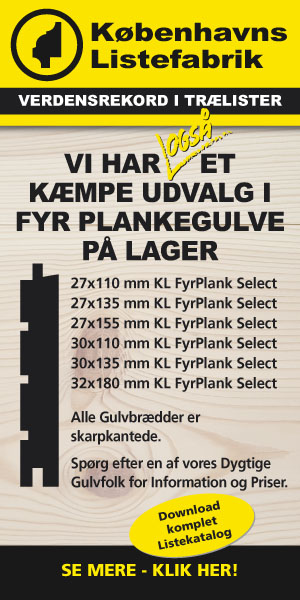 Københavns
Listefabrik
VERDENSREKORD I TRÆLISTER
VI HAR OGSÅ ET
KÆMPE UDVALG I
FYR PLANKEGULVE
PÅ LAGER
27x110 mm KL FyrPlank Select
27x135 mm KL FyrPlank Select
27x155 mm KL FyrPlank Select
30x110 mm KL FyrPlank Select
30x135 mm KL FyrPlank Select
32x180 mm KL FyrPlank Select
Alle Gulvbrædder er
skarpkantede.
Spørg efter en af vores Dygtige
Gulvfolk for Information og Priser.
Download
komplet
Listekatalog
SE MERE - KLIK HER!